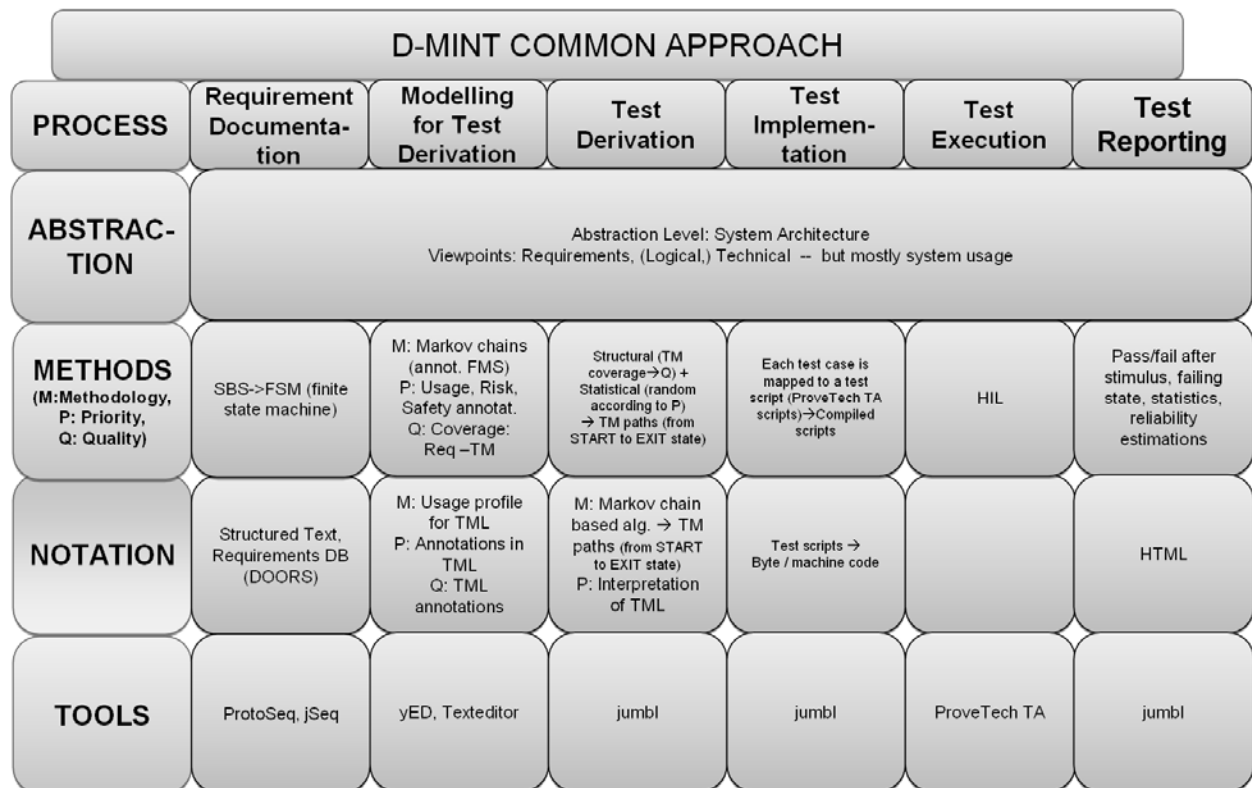 D-MINT COMMON APPROACH
PROCESS
Requirement
Documenta-
tion
Modelling
for Test
Derivation
Test
Derivation
Test
Implemen-
tation
Test
Execution
Test
Reporting
ABSTRAC-
TION
Abstraction Level: System Architecture
Viewpoints: Requirements, (Logical,) Technical -- but mostly system usage
METHODS
(M:Methodology,
P: Priority,
Q: Quality)
SBS->FSM (finite
state machine)
M: Markov chains
(annot. FMS)
P: Usage, Risk,
Safety annotat.
Q: Coverage:
Req –TM
Structural (TM
coverage→Q) +
Statistical (random
according to P)
→ TM paths (from
START to EXIT state)
Each test case is
mapped to a test
script (ProveTech TA
scripts)→Compiled
scripts
HIL
Pass/fail after
stimulus, failing
state, statistics,
reliability
estimations
NOTATION
Structured Text,
Requirements DB
(DOORS)
M: Usage profile
for TML
P: Annotations in
TML
Q: TML
annotations
M: Markov chain
based alg. → TM
paths (from START
to EXIT state)
P: Interpretation
of TML
Test scripts →
Byte / machine code
HTML
TOOLS
ProtoSeq, jSeq
yED, Texteditor
jumbl
jumbl
ProveTech TA
jumbl